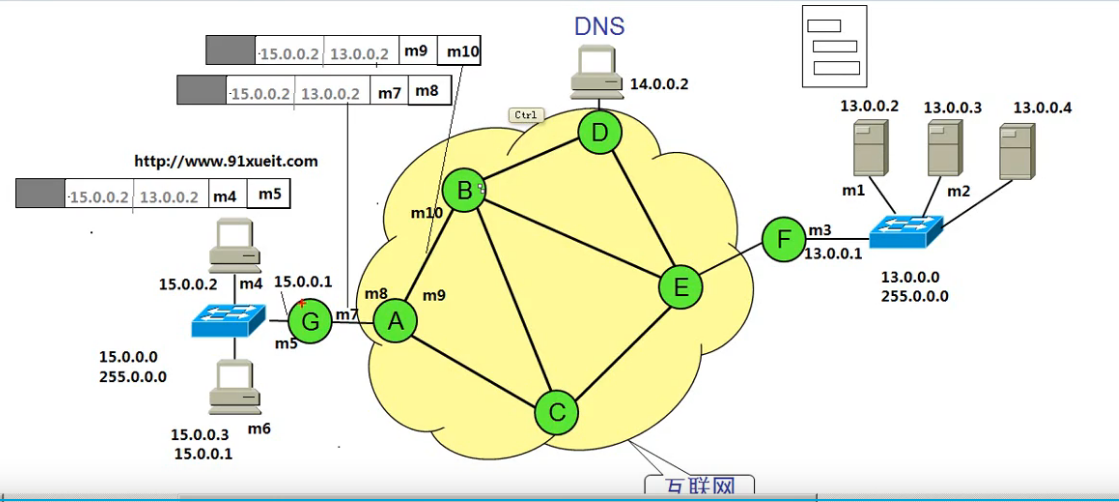 DNS
15.0.0.2 13.0.0.2 m9 m10
15.0.0.2 13.0.0.2 m7 m8
14.0.0.2
Ctrl
D
13.0.0.2 13.0.0.3 13.0.0.4
http://www.91xueit.com
15.0.0.2 13.0.0.2 m4 m5
B
m1 m2
m10
F
m3
13.0.0.1
15.0.0.2 m4 15.0.0.1
13.0.0.0
255.0.0.0
E
m8 m9
G
m7
A
m5
15.0.0.0
255.0.0.0
C
15.0.0.3 m6
15.0.0.1
互联网